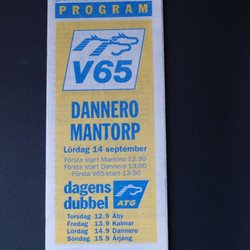 PROGRAM
V65
DANNERO
MANTORP
Lördag 14 september
Första start Mantorp 12.30
Första start Dannero 13.00
Första V65-start 13.50
dagens
dubbel
ATG
Torsdag 12.9 Åby
Fredag 13.9 Kalmar
Lördag 14.9 Dannero
Söndag 15.9 Årjäng